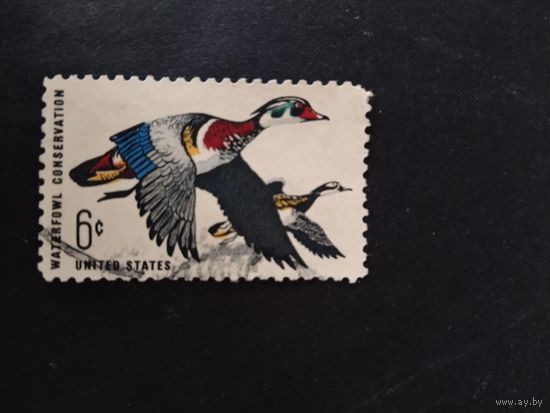 WATERFOWL CONSERVATION
6¢
UNITED STATES
www.ay.by